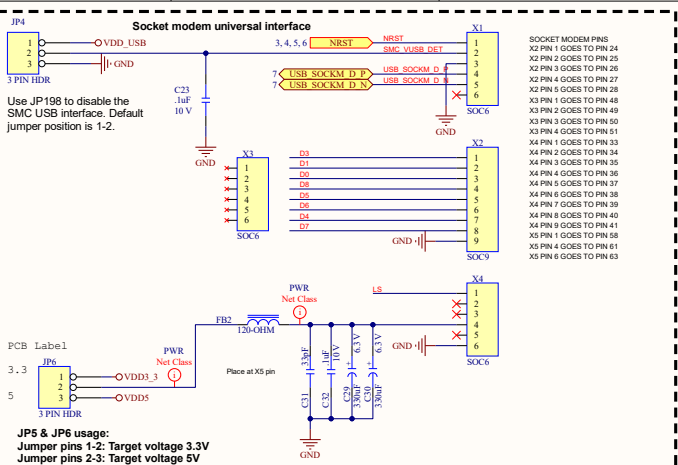 JP4
Socket modem universal interface
X1
1
2
3
3 PIN HDR
VDD_USB
GND
3, 4, 5, 6
NRST
NRST
SMC_VUSB_DET
7
USB_SOCKM_D_P
USB_SOCKM_D_P
7
USB_SOCKM_D_N
USB_SOCKM_D_N
1
2
3
4
5
6
SOC6
GND
Use JP198 to disable the
SMC USB interface. Default
jumper position is 1-2.
C23
.1uF
10 V
GND
X3
1
2
3
4
5
6
SOC6
D3
D1
D0
D8
D5
D6
D4
D7
GND
X2
1
2
3
4
5
6
7
8
9
SOC9
SOCKET MODEM PINS
X2 PIN 1 GOES TO PIN 24
X2 PIN 2 GOES TO PIN 25
X2 PIN 3 GOES TO PIN 26
X2 PIN 4 GOES TO PIN 27
X2 PIN 5 GOES TO PIN 28
X3 PIN 1 GOES TO PIN 48
X3 PIN 2 GOES TO PIN 49
X3 PIN 3 GOES TO PIN 50
X3 PIN 4 GOES TO PIN 51
X4 PIN 1 GOES TO PIN 33
X4 PIN 2 GOES TO PIN 34
X4 PIN 3 GOES TO PIN 35
X4 PIN 4 GOES TO PIN 36
X4 PIN 5 GOES TO PIN 37
X4 PIN 6 GOES TO PIN 38
X4 PIN 7 GOES TO PIN 39
X4 PIN 8 GOES TO PIN 40
X4 PIN 9 GOES TO PIN 41
X5 PIN 1 GOES TO PIN 58
X5 PIN 4 GOES TO PIN 61
X5 PIN 6 GOES TO PIN 63
X4
LS
1
2
3
4
5
6
SOC6
GND
PWR
Net Class
i
FB2
120-OHM
PCB Label
3.3
5
JP6
1
2
3
3 PIN HDR
VDD3_3
VDD5
PWR
Net Class
i
Place at X5 pin
C31
33pF
C32
.1uF
10 V
C29
330uF
6.3 V
+
C30
330uF
6.3 V
+
GND
JP5 & JP6 usage:
Jumper pins 1-2: Target voltage 3.3V
Jumper pins 2-3: Target voltage 5V